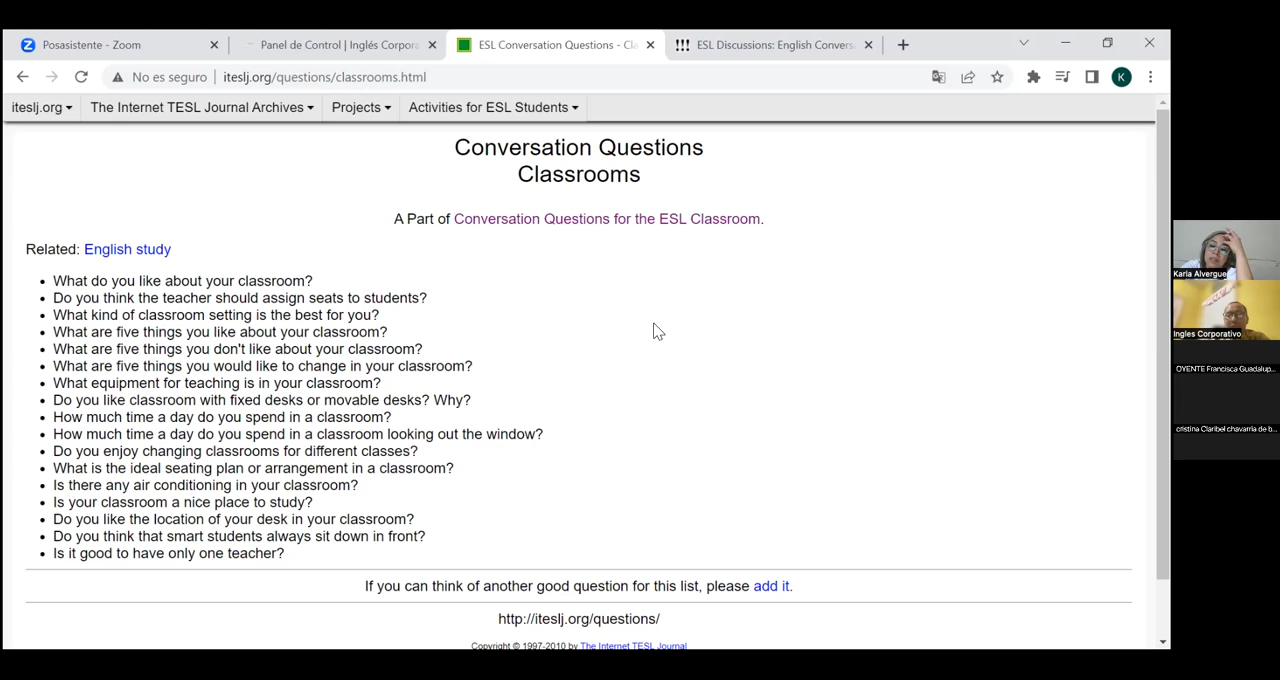 Posasistente - Zoom
Panel de Control | Inglés Corpora
ESL Conversation Questions - Cla
ESL Discussions: English Convers
No es seguro | iteslj.org/questions/classrooms.html
K
iteslj.org
The Internet TESL Journal Archives
Projects
Activities for ESL Students
Conversation Questions
Classrooms
A Part of Conversation Questions for the ESL Classroom.
Related: English study
What do you like about your classroom?
Do you think the teacher should assign seats to students?
What kind of classroom setting is the best for you?
What are five things you like about your classroom?
What are five things you don't like about your classroom?
What are five things you would like to change in your classroom?
What equipment for teaching is in your classroom?
Do you like classroom with fixed desks or movable desks? Why?
How much time a day do you spend in a classroom?
How much time a day do you spend in a classroom looking out the window?
Do you enjoy changing classrooms for different classes?
What is the ideal seating plan or arrangement in a classroom?
Is there any air conditioning in your classroom?
Is your classroom a nice place to study?
Do you like the location of your desk in your classroom?
Do you think that smart students always sit down in front?
Is it good to have only one teacher?
If you can think of another good question for this list, please add it.
http://iteslj.org/questions/
Copyright © 1997-2010 by The Internet TESL Journal
Karla Alvergue
Ingles Corporativo
OYENTE Francisca Guadalup...
cristina Claribel chavarria de b...